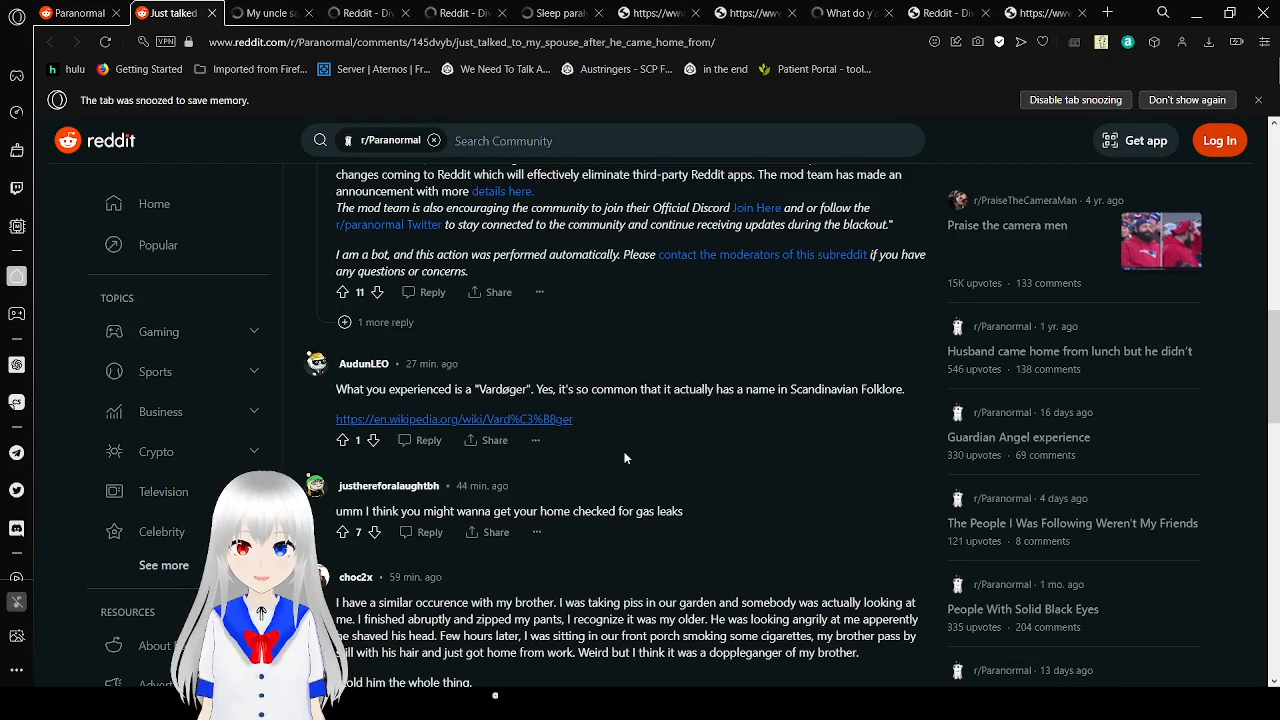 Paranormal
Just talked
My uncle sa
Reddit - Div
Reddit - Div
Sleep paral
https://www
https://www
What do y'a
Reddit - Div
https://www
VPN
www.reddit.com/r/Paranormal/comments/145dvyb/just_talked_to_my_spouse_after_he_came_home_from/
hulu
Getting Started
Imported from Firef...
Server | Aternos | Fr...
We Need To Talk A...
Austringers - SCP F...
in the end
Patient Portal - tool...
The tab was snoozed to save memory.
Disable tab snoozing
Don't show again
reddit
r/Paranormal
Search Community
Get app
Log In
Home
Popular
TOPICS
Gaming
Sports
Business
Crypto
Television
Celebrity
See more
RESOURCES
About
changes coming to Reddit which will effectively eliminate third-party Reddit apps. The mod team has made an
announcement with more details here.
The mod team is also encouraging the community to join their Official Discord Join Here and or follow the
r/paranormal Twitter to stay connected to the community and continue receiving updates during the blackout."
I am a bot, and this action was performed automatically. Please contact the moderators of this subreddit if you have
any questions or concerns.
11 Reply Share
1 more reply
AudunLEO • 27 min. ago
What you experienced is a "Vardøger". Yes, it's so common that it actually has a name in Scandinavian Folklore.
https://en.wikipedia.org/wiki/Vard%C3%B8ger
1 Reply Share
justhereforalaughtbh • 44 min. ago
umm I think you might wanna get your home checked for gas leaks
7 Reply Share
choc2x • 59 min. ago
I have a similar occurence with my brother. I was taking piss in our garden and somebody was actually looking at
me. I finished abruptly and zipped my pants, I recognize it was my older. He was looking angrily at me apparently
he shaved his head. Few hours later, I was sitting in our front porch smoking some cigarettes, my brother pass by
still with his hair and just got home from work. Weird but I think it was a doppleganger of my brother.
told him the whole thing.
r/PraiseTheCameraMan • 4 yr. ago
Praise the camera men
15K upvotes • 133 comments
r/Paranormal • 1 yr. ago
Husband came home from lunch but he didn't
546 upvotes • 138 comments
r/Paranormal • 16 days ago
Guardian Angel experience
330 upvotes • 69 comments
r/Paranormal • 4 days ago
The People I Was Following Weren't My Friends
121 upvotes • 8 comments
r/Paranormal • 1 mo. ago
People With Solid Black Eyes
335 upvotes • 204 comments
r/Paranormal • 13 days ago